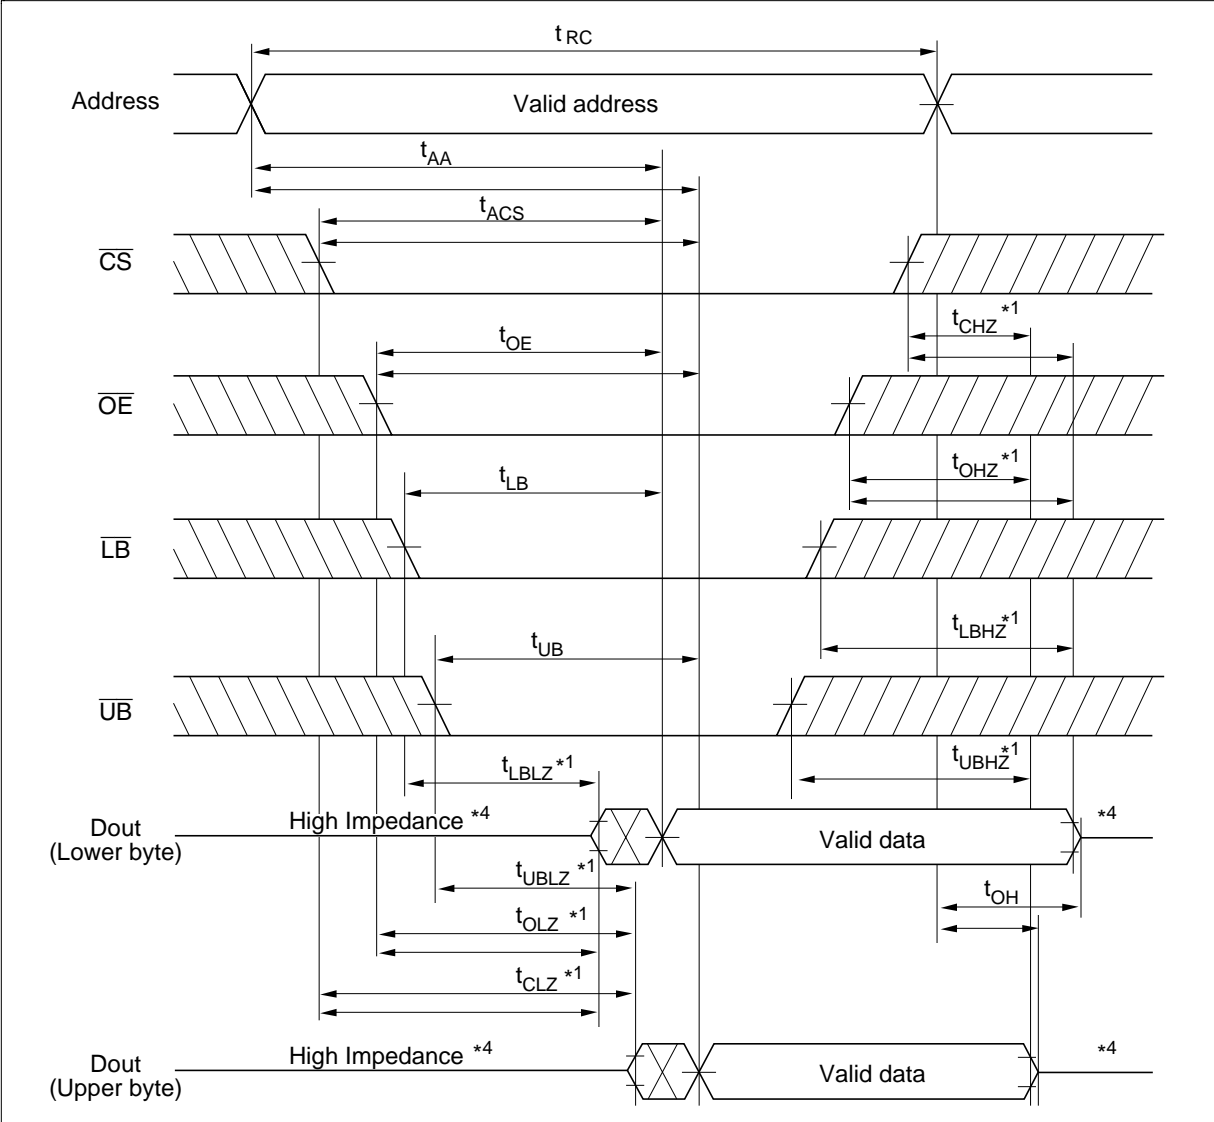 t RC
Address
Valid address
tAA
tACS
CS
tCHZ *1
tOE
OE
tOHZ *1
tLB
LB
tLBHZ *1
tUB
UB
tUBHZ *1
tLBLZ *1
High Impedance *4
*4
Dout
(Lower byte)
Valid data
tUBLZ *1
tOH
tOLZ *1
tCLZ *1
High Impedance *4
*4
Dout
(Upper byte)
Valid data